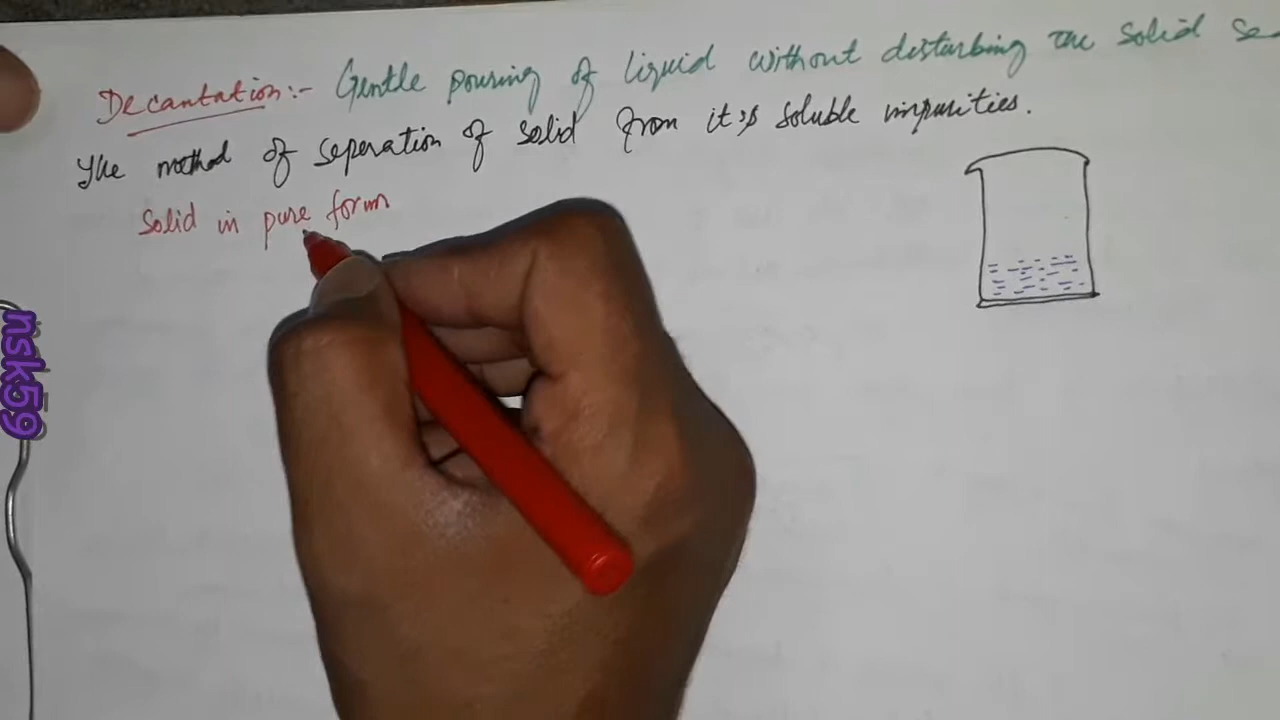 Decantation:- Gentle pouring of liquid without disturbing the solid se
The method of seperation of solid from it's soluble impurities.
Solid in pure form
nsk59